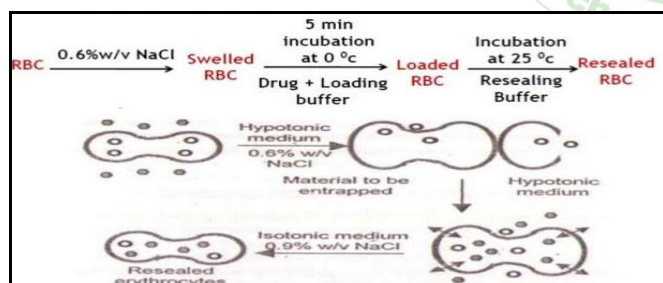 5 min
incubation
at 0 °c
Incubation
at 25 °c
RBC
0.6%w/v NaCl
Swelled
RBC
Loaded
RBC
Resealed
RBC
Drug + Loading
buffer
Resealing
Buffer
Hypotonic
medium
0.6% w/v
NaCl
Material to be
entrapped
Hypotonic
medium
Isotonic medium
0.9% w/v NaCl
Resealed
erythrocytes